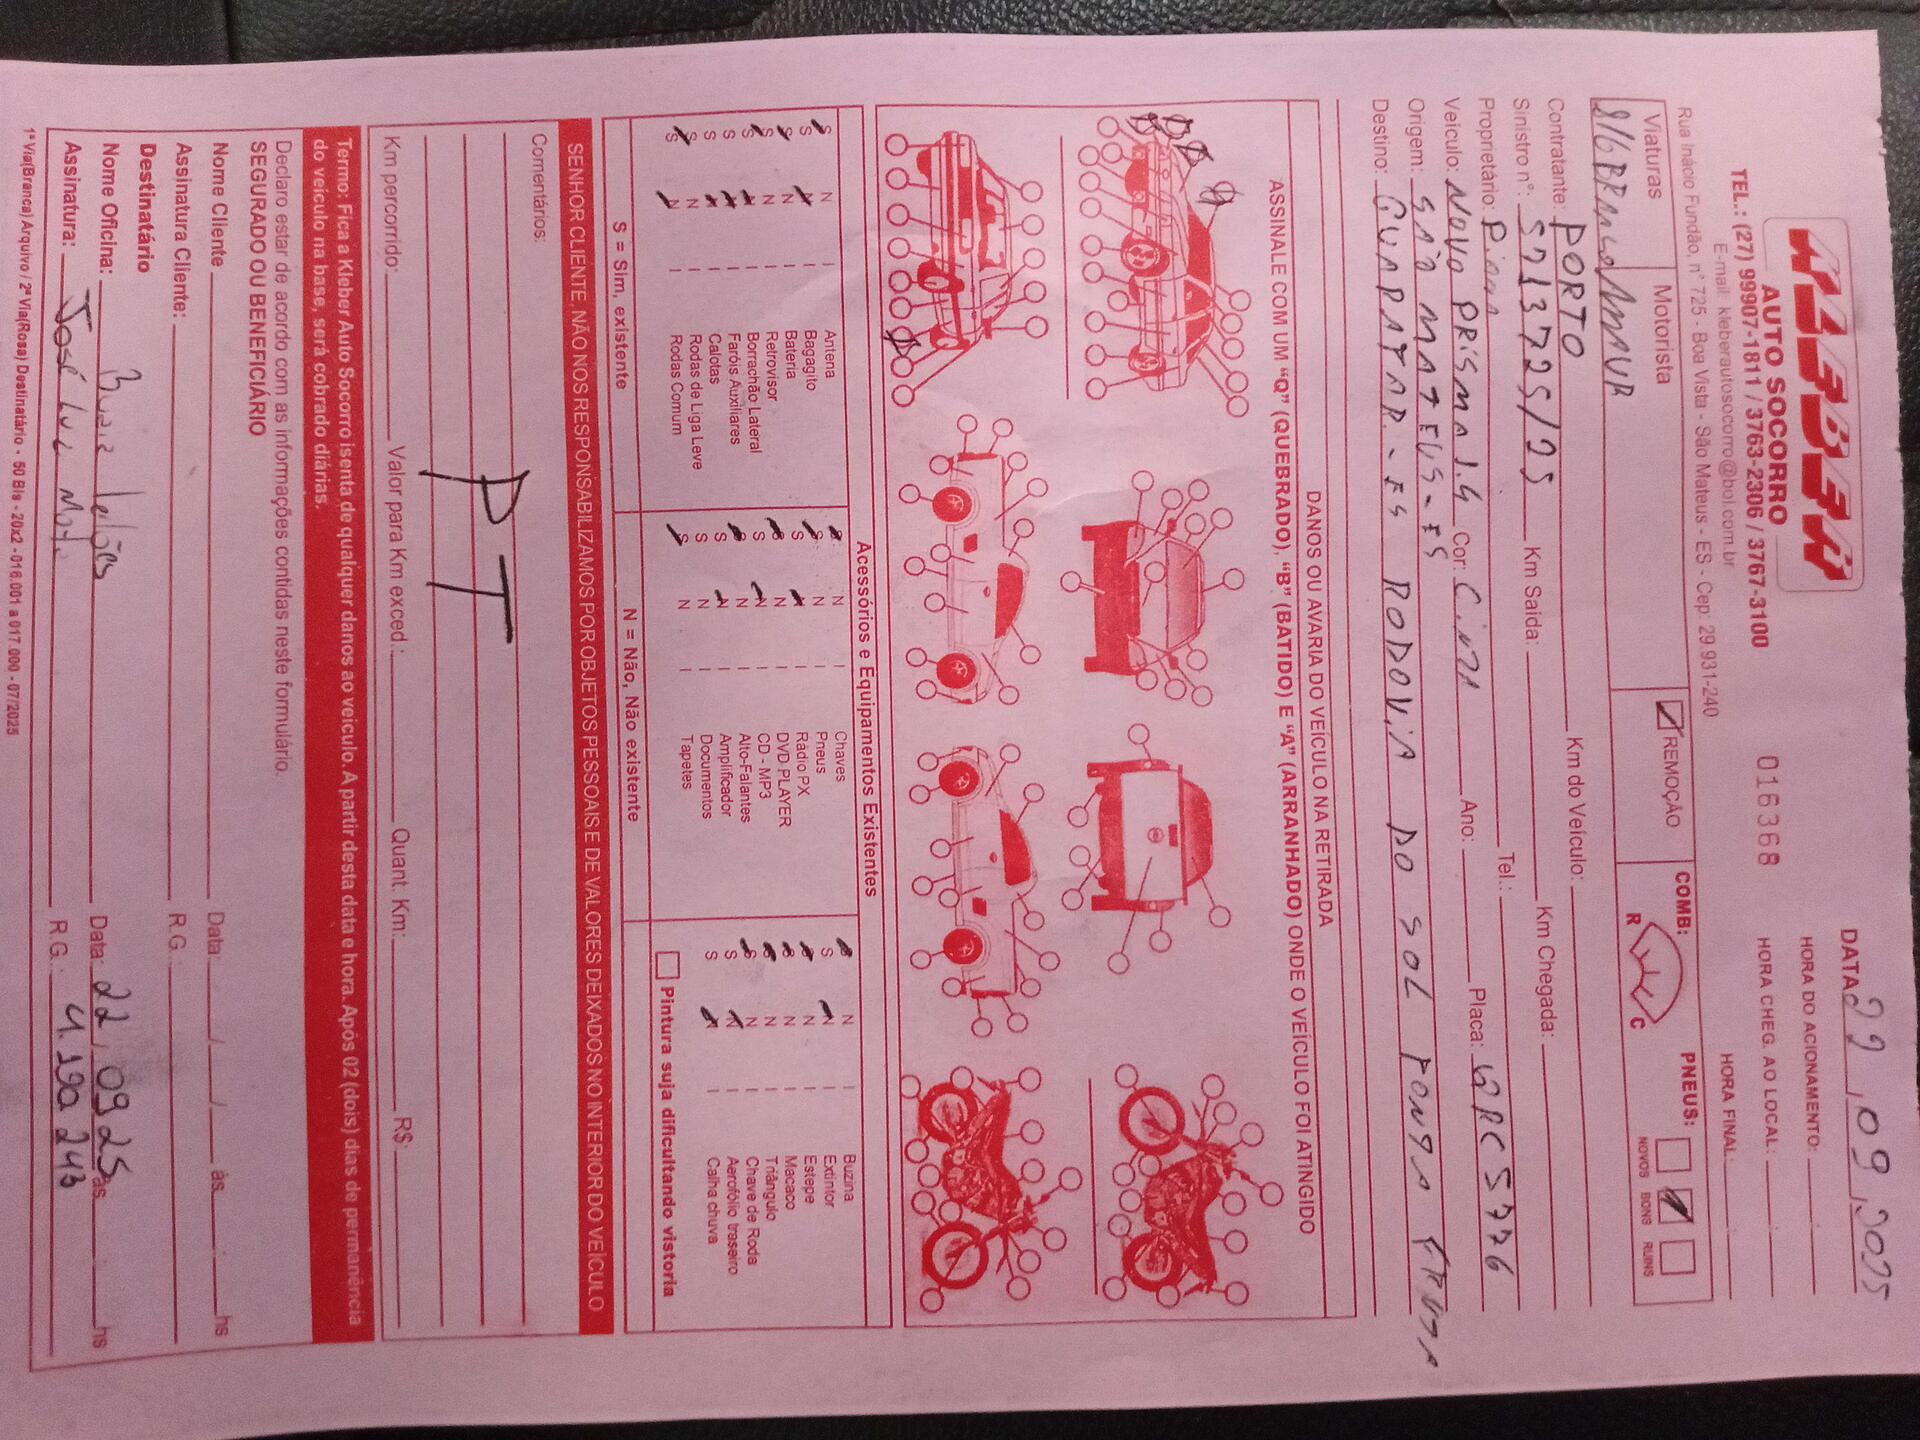 KLEBER
AUTO SOCORRO
TEL.: (27) 99907-1811 / 3763-2306 / 3767-3100
E-mail: kleberautosocorro@bol.com.br
Rua Inácio Fundão, n° 725 - Boa Vista - São Mateus - ES - Cep: 29.931-240
016368
DATA 22,09,2025
HORA DO ACIONAMENTO:
HORA CHEG. AO LOCAL:
HORA FINAL:
Viaturas Motorista
REMOÇÃO
COMB:
R C
PNEUS:
NOVOS BONS RUINS
Contratante: PORTO Km do Veículo:
Sinistro n°: 5713725/25 Km Saída: Km Chegada:
Proprietário: Tel.:
Veículo: NOVO PRISMA 1.4 Cor: CINZA Ano: Placa:
Origem: SÃO MATEUS - ES
Destino: GUARAPARI - ES RODOVIA DO SOL PONTA
DANOS OU AVARIA DO VEÍCULO NA RETIRADA
ASSINALE COM UM "Q" (QUEBRADO), "B" (BATIDO) E "A" (ARRANHADO) ONDE O VEÍCULO FOI ATINGIDO
Acessórios e Equipamentos Existentes
S N | Antena
S N | Bagagito
S N | Bateria
S N | Retrovisor
S N | Borrachão Lateral
S N | Faróis Auxiliares
S N | Calotas
S N | Rodas de Liga Leve
S N | Rodas Comum
S N | Chaves
S N | Pneus
S N | Rádio PX
S N | DVD PLAYER
S N | CD - MP3
S N | Alto-Falantes
S N | Amplificador
S N | Documentos
S N | Tapetes
S N | Buzina
S N | Extintor
S N | Estepe
S N | Macaco
S N | Triângulo
S N | Chave de Roda
S N | Aerofólio traseiro
S N | Calha chuva
S = Sim, existente N = Não, Não existente
Pintura suja dificultando vistoria
SENHOR CLIENTE, NÃO NOS RESPONSABILIZAMOS POR OBJETOS PESSOAIS E DE VALORES DEIXADOS NO INTERIOR DO VEÍCULO
Comentários:
PT
Km percorrido: Valor para Km exced.: Quant. Km: R$:
Termo: Fica a Kleber Auto Socorro isenta de qualquer danos ao veículo. A partir desta data e hora. Após 02 (dois) dias de permanência
do veículo na base, será cobrado diárias.
Declaro estar de acordo com as informações contidas neste formulário.
SEGURADO OU BENEFICIÁRIO
Nome Cliente Data: / / às : hs
Assinatura Cliente: R.G.
Destinatário
Nome Oficina: Leilões Data: 22,09,25 às hs
Assinatura: José Luiz R.G.: 4.190 243
1ª Via(Branca) Arquivo / 2ª Via(Rosa) Destinatário - 50 Bls - 20x2 - 016.001 a 017.000 - 07/2025